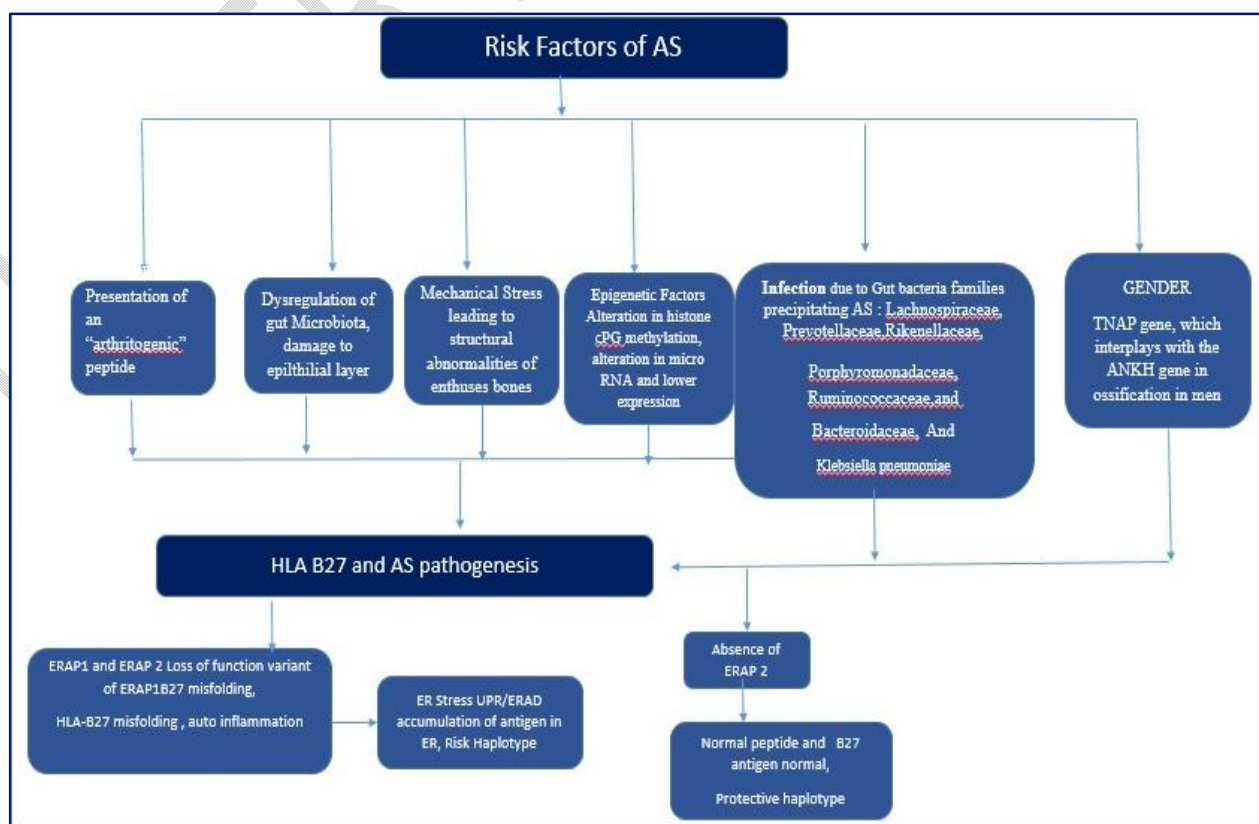 Risk Factors of AS
Presentation of
an
“arthritogenic”
peptide
Dysregulation of
gut Microbiota,
damage to
epilthilial layer
Mechanical Stress
leading to
structural
abnormalities of
enthuses bones
Epigenetic Factors
Alteration in histone
cPG methylation,
alteration in micro
RNA and lower
expression
Infection due to Gut bacteria families
precipitating AS : Lachnospiraceae,
Prevotellaceae,Rikenellaceae,
Porphyromonadaceae,
Ruminococcaceae,and
Bacteroidaceae, And
Klebsiella pneumoniae
GENDER
TNAP gene, which
interplays with the
ANKH gene in
ossification in men
HLA B27 and AS pathogenesis
ERAP1 and ERAP 2 Loss of function variant
of ERAP1B27 misfolding,
HLA-B27 misfolding , auto inflammation
ER Stress UPR/ERAD
accumulation of antigen in
ER, Risk Haplotype
Absence of
ERAP 2
Normal peptide and B27
antigen normal,
Protective haplotype